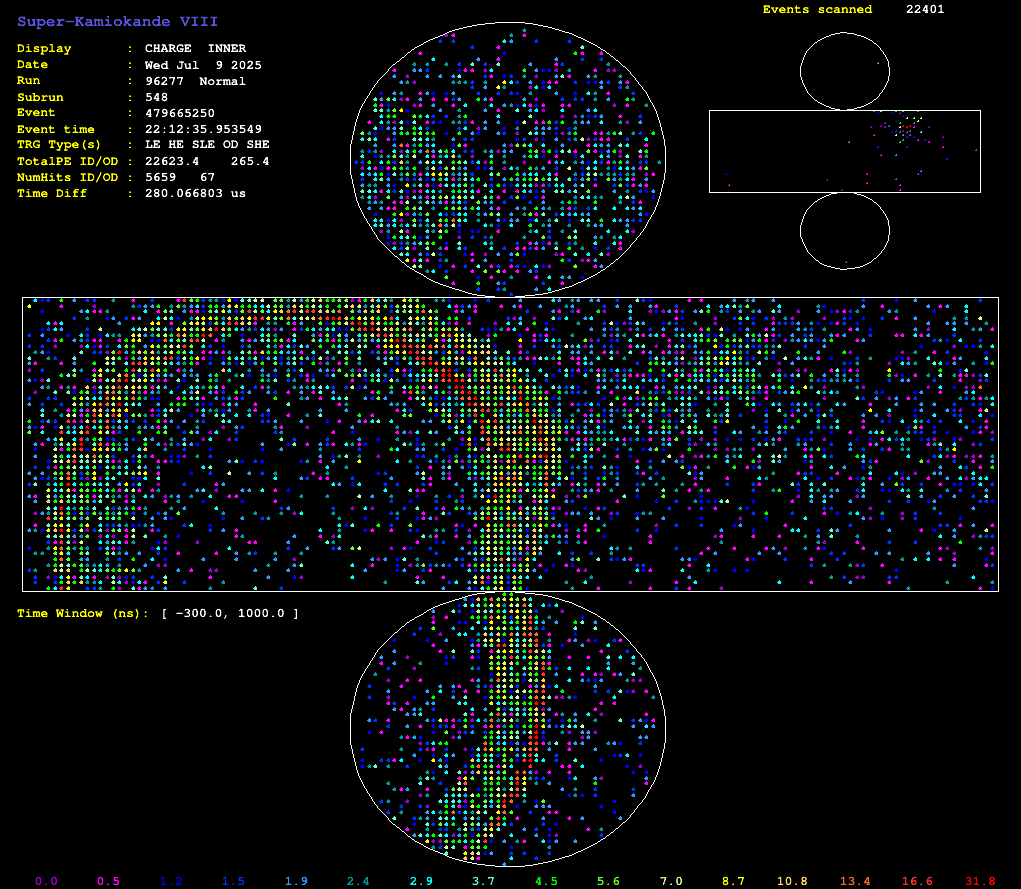 Super-Kamiokande VIII
Events scanned 22401
Display : CHARGE INNER
Date : Wed Jul 9 2025
Run : 96277 Normal
Subrun : 548
Event : 479665250
Event time : 22:12:35.953549
TRG Type(s) : LE HE SLE OD SHE
TotalPE ID/OD : 22623.4 265.4
NumHits ID/OD : 5659 67
Time Diff : 280.066803 us
Time Window (ns): [ -300.0, 1000.0 ]
0.0 0.5 1.2 1.5 1.9 2.4 2.9 3.7 4.5 5.6 7.0 8.7 10.8 13.4 16.6 31.8